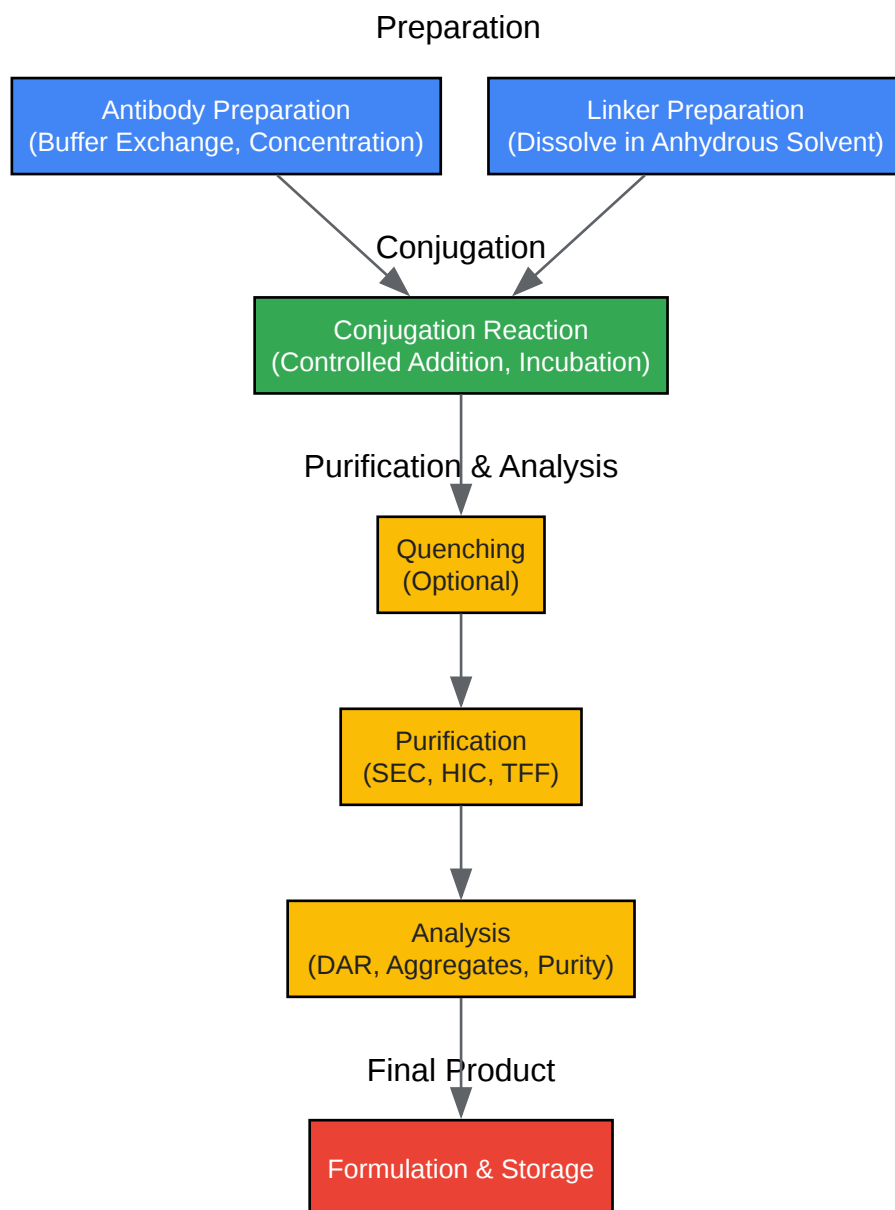 Preparation
Antibody Preparation
(Buffer Exchange, Concentration)
Linker Preparation
(Dissolve in Anhydrous Solvent)
Conjugation
Conjugation Reaction
(Controlled Addition, Incubation)
Purification & Analysis
Quenching
(Optional)
Purification
(SEC, HIC, TFF)
Analysis
(DAR, Aggregates, Purity)
Final Product
Formulation & Storage